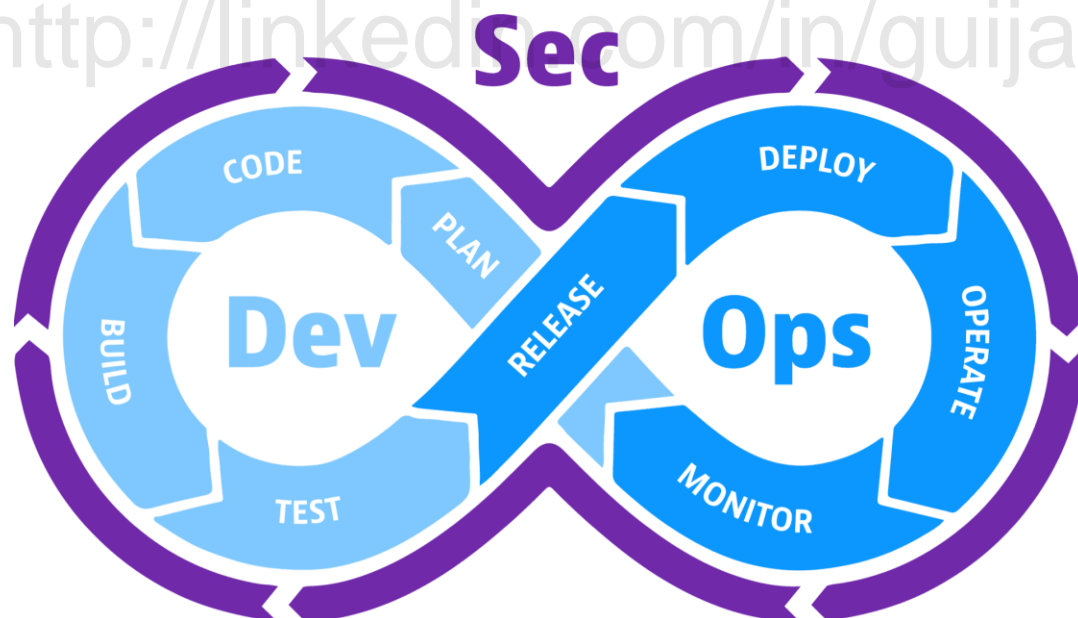 http://linkedin.com/in/guija
Sec
CODE
PLAN
BUILD
Dev
TEST
RELEASE
DEPLOY
Ops
OPERATE
MONITOR